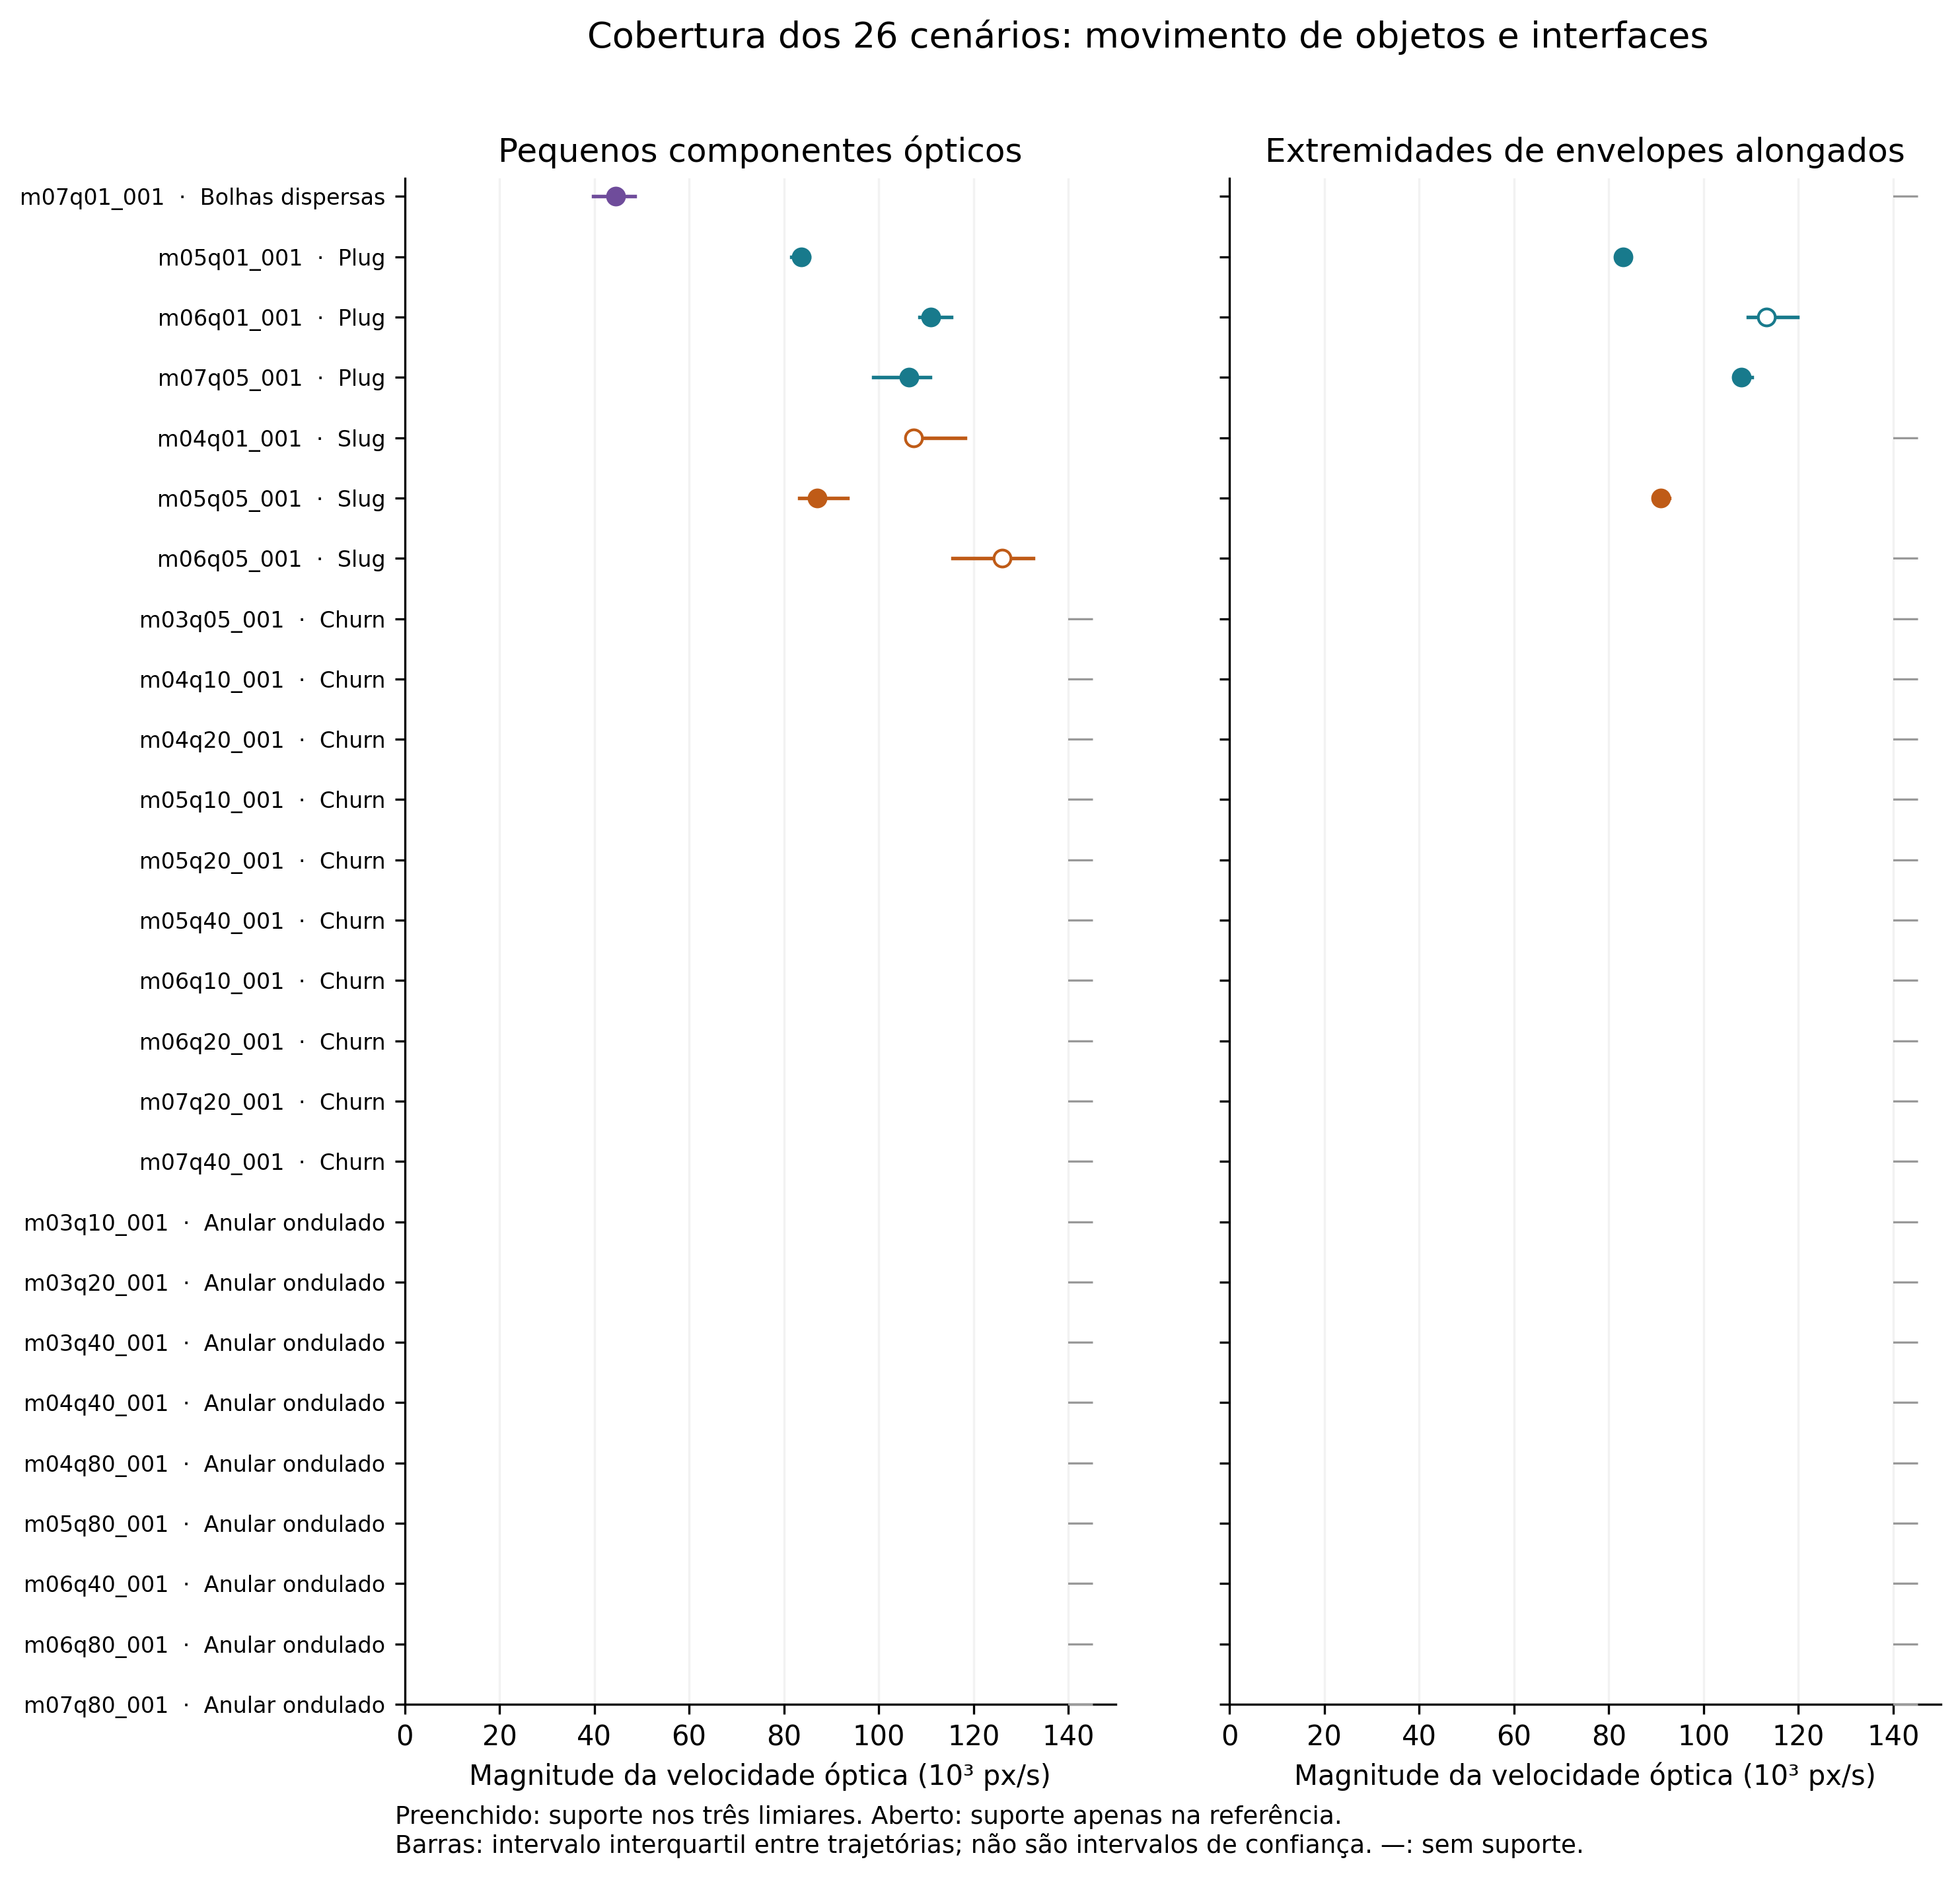 Cobertura dos 26 cenários: movimento de objetos e interfaces
Pequenos componentes ópticos
Extremidades de envelopes alongados
m07q01_001 · Bolhas dispersas
m05q01_001 · Plug
m06q01_001 · Plug
m07q05_001 · Plug
m04q01_001 · Slug
m05q05_001 · Slug
m06q05_001 · Slug
m03q05_001 · Churn
m04q10_001 · Churn
m04q20_001 · Churn
m05q10_001 · Churn
m05q20_001 · Churn
m05q40_001 · Churn
m06q10_001 · Churn
m06q20_001 · Churn
m07q20_001 · Churn
m07q40_001 · Churn
m03q10_001 · Anular ondulado
m03q20_001 · Anular ondulado
m03q40_001 · Anular ondulado
m04q40_001 · Anular ondulado
m04q80_001 · Anular ondulado
m05q80_001 · Anular ondulado
m06q40_001 · Anular ondulado
m06q80_001 · Anular ondulado
m07q80_001 · Anular ondulado
0 20 40 60 80 100 120 140
0 20 40 60 80 100 120 140
Magnitude da velocidade óptica (10³ px/s)
Magnitude da velocidade óptica (10³ px/s)
Preenchido: suporte nos três limiares. Aberto: suporte apenas na referência.
Barras: intervalo interquartil entre trajetórias; não são intervalos de confiança. —: sem suporte.